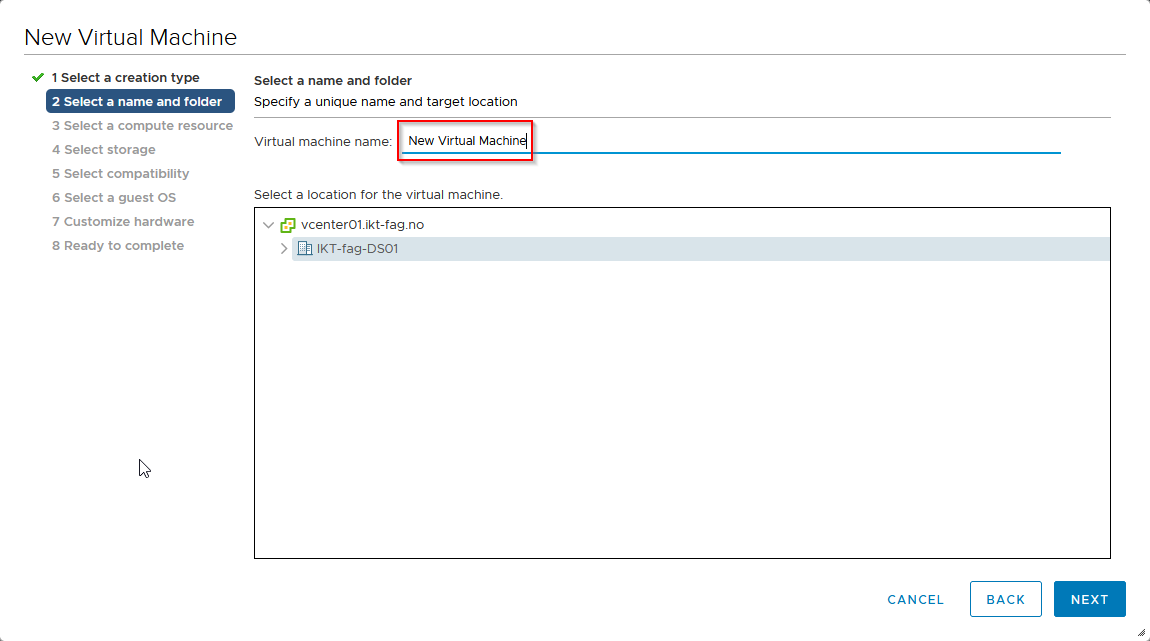 New Virtual Machine
1 Select a creation type
2 Select a name and folder
3 Select a compute resource
4 Select storage
5 Select compatibility
6 Select a guest OS
7 Customize hardware
8 Ready to complete
Select a name and folder
Specify a unique name and target location
Virtual machine name: New Virtual Machine
Select a location for the virtual machine.
vcenter01.ikt-fag.no
IKT-fag-DS01
CANCEL BACK NEXT